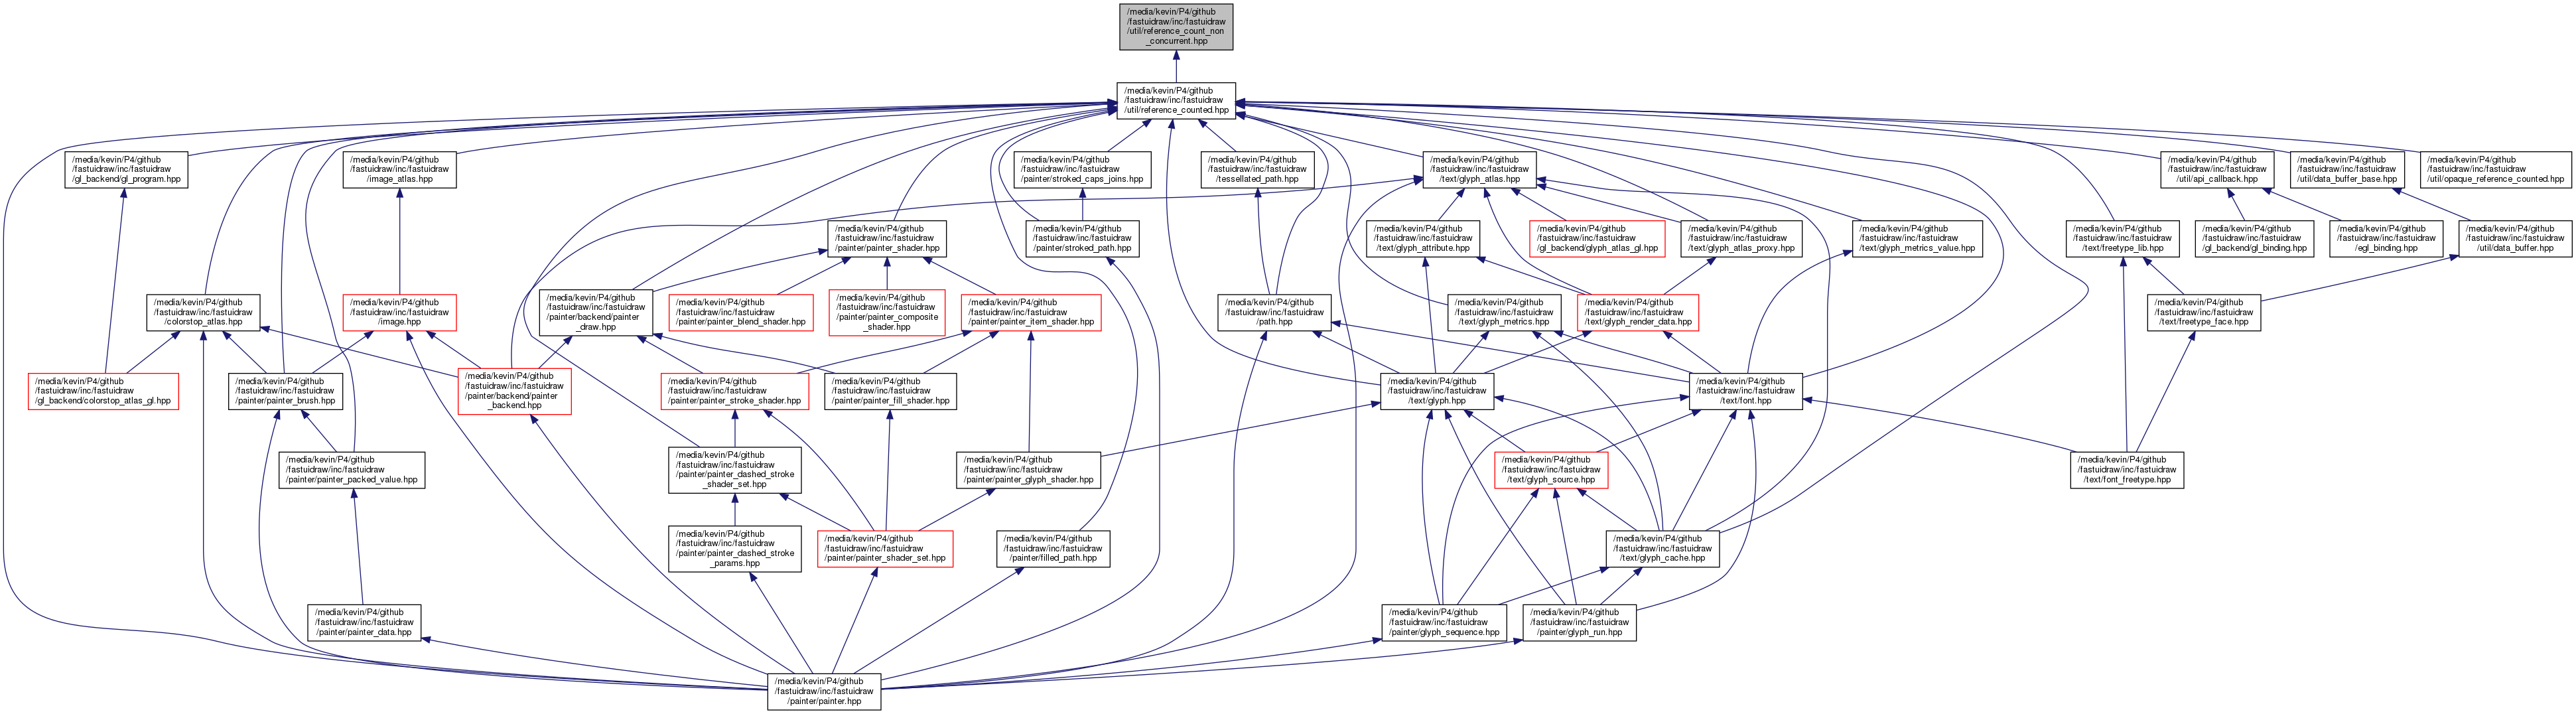 /media/kevin/P4/github
/fastuidraw/inc/fastuidraw
/util/reference_count_non
_concurrent.hpp
/media/kevin/P4/github
/fastuidraw/inc/fastuidraw
/util/reference_counted.hpp
/media/kevin/P4/github
/fastuidraw/inc/fastuidraw
/gl_backend/gl_program.hpp
/media/kevin/P4/github
/fastuidraw/inc/fastuidraw
/image_atlas.hpp
/media/kevin/P4/github
/fastuidraw/inc/fastuidraw
/painter/stroked_caps_joins.hpp
/media/kevin/P4/github
/fastuidraw/inc/fastuidraw
/tessellated_path.hpp
/media/kevin/P4/github
/fastuidraw/inc/fastuidraw
/text/glyph_atlas.hpp
/media/kevin/P4/github
/fastuidraw/inc/fastuidraw
/util/api_callback.hpp
/media/kevin/P4/github
/fastuidraw/inc/fastuidraw
/util/data_buffer_base.hpp
/media/kevin/P4/github
/fastuidraw/inc/fastuidraw
/util/opaque_reference_counted.hpp
/media/kevin/P4/github
/fastuidraw/inc/fastuidraw
/painter/painter_shader.hpp
/media/kevin/P4/github
/fastuidraw/inc/fastuidraw
/painter/stroked_path.hpp
/media/kevin/P4/github
/fastuidraw/inc/fastuidraw
/text/glyph_attribute.hpp
/media/kevin/P4/github
/fastuidraw/inc/fastuidraw
/gl_backend/glyph_atlas_gl.hpp
/media/kevin/P4/github
/fastuidraw/inc/fastuidraw
/text/glyph_atlas_proxy.hpp
/media/kevin/P4/github
/fastuidraw/inc/fastuidraw
/text/glyph_metrics_value.hpp
/media/kevin/P4/github
/fastuidraw/inc/fastuidraw
/text/freetype_lib.hpp
/media/kevin/P4/github
/fastuidraw/inc/fastuidraw
/gl_backend/gl_binding.hpp
/media/kevin/P4/github
/fastuidraw/inc/fastuidraw
/egl_binding.hpp
/media/kevin/P4/github
/fastuidraw/inc/fastuidraw
/util/data_buffer.hpp
/media/kevin/P4/github
/fastuidraw/inc/fastuidraw
/colorstop_atlas.hpp
/media/kevin/P4/github
/fastuidraw/inc/fastuidraw
/image.hpp
/media/kevin/P4/github
/fastuidraw/inc/fastuidraw
/painter/backend/painter
_draw.hpp
/media/kevin/P4/github
/fastuidraw/inc/fastuidraw
/painter/painter_blend_shader.hpp
/media/kevin/P4/github
/fastuidraw/inc/fastuidraw
/painter/painter_composite
_shader.hpp
/media/kevin/P4/github
/fastuidraw/inc/fastuidraw
/painter/painter_item_shader.hpp
/media/kevin/P4/github
/fastuidraw/inc/fastuidraw
/path.hpp
/media/kevin/P4/github
/fastuidraw/inc/fastuidraw
/text/glyph_metrics.hpp
/media/kevin/P4/github
/fastuidraw/inc/fastuidraw
/text/glyph_render_data.hpp
/media/kevin/P4/github
/fastuidraw/inc/fastuidraw
/text/freetype_face.hpp
/media/kevin/P4/github
/fastuidraw/inc/fastuidraw
/gl_backend/colorstop_atlas_gl.hpp
/media/kevin/P4/github
/fastuidraw/inc/fastuidraw
/painter/painter_brush.hpp
/media/kevin/P4/github
/fastuidraw/inc/fastuidraw
/painter/backend/painter
_backend.hpp
/media/kevin/P4/github
/fastuidraw/inc/fastuidraw
/painter/painter_stroke_shader.hpp
/media/kevin/P4/github
/fastuidraw/inc/fastuidraw
/painter/painter_fill_shader.hpp
/media/kevin/P4/github
/fastuidraw/inc/fastuidraw
/text/glyph.hpp
/media/kevin/P4/github
/fastuidraw/inc/fastuidraw
/text/font.hpp
/media/kevin/P4/github
/fastuidraw/inc/fastuidraw
/painter/painter_packed_value.hpp
/media/kevin/P4/github
/fastuidraw/inc/fastuidraw
/painter/painter_dashed_stroke
_shader_set.hpp
/media/kevin/P4/github
/fastuidraw/inc/fastuidraw
/painter/painter_glyph_shader.hpp
/media/kevin/P4/github
/fastuidraw/inc/fastuidraw
/text/glyph_source.hpp
/media/kevin/P4/github
/fastuidraw/inc/fastuidraw
/text/font_freetype.hpp
/media/kevin/P4/github
/fastuidraw/inc/fastuidraw
/painter/painter_dashed_stroke
_params.hpp
/media/kevin/P4/github
/fastuidraw/inc/fastuidraw
/painter/painter_shader_set.hpp
/media/kevin/P4/github
/fastuidraw/inc/fastuidraw
/painter/filled_path.hpp
/media/kevin/P4/github
/fastuidraw/inc/fastuidraw
/text/glyph_cache.hpp
/media/kevin/P4/github
/fastuidraw/inc/fastuidraw
/painter/painter_data.hpp
/media/kevin/P4/github
/fastuidraw/inc/fastuidraw
/painter/glyph_sequence.hpp
/media/kevin/P4/github
/fastuidraw/inc/fastuidraw
/painter/glyph_run.hpp
/media/kevin/P4/github
/fastuidraw/inc/fastuidraw
/painter/painter.hpp